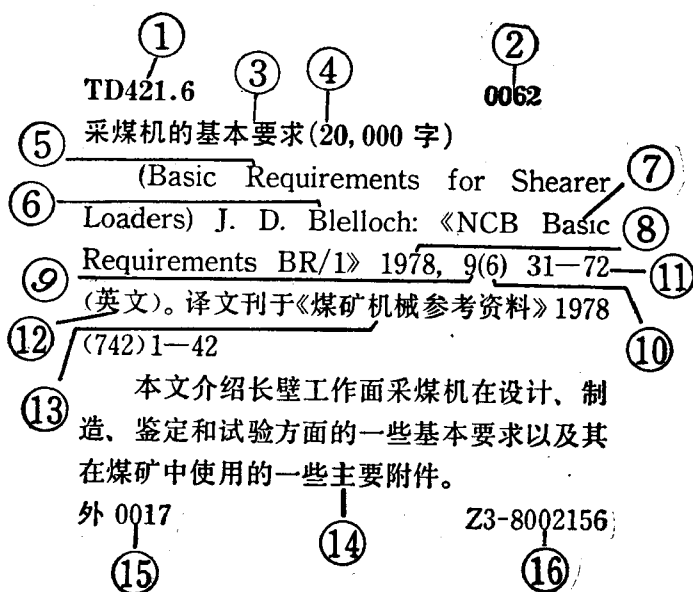 ① ②
③ ④
TD421.6 0062
采煤机的基本要求(20,000 字)
⑤
(Basic Requirements for Shearer ⑦
⑥ Loaders) J. D. Blelloch: 《NCB Basic
⑧
Requirements BR/1》 1978, 9(6) 31—72 ⑪
⑨
(英文)。译文刊于《煤矿机械参考资料》1978
⑫ ⑩
(742)1—42
⑬
本文介绍长壁工作面采煤机在设计、制
造、鉴定和试验方面的一些基本要求以及其
在煤矿中使用的一些主要附件。
外 0017 Z3-8002156
⑭
⑮ ⑯